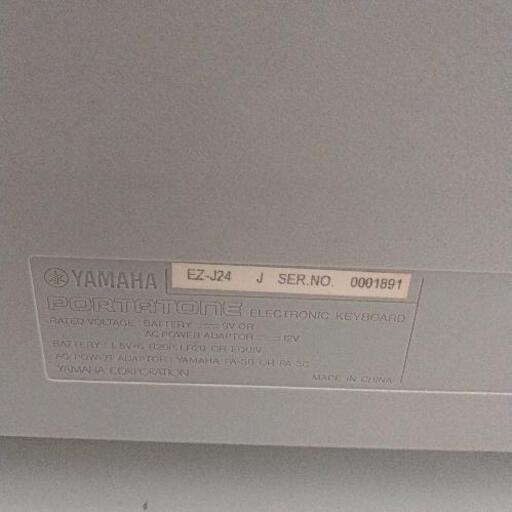 YAMAHA EZ-J24 J SER.NO. 0001891
PORTATONE ELECTRONIC KEYBOARD
RATED VOLTAGE : BATTERY ⎓ 9V OR
AC POWER ADAPTOR ⎓ 12V
BATTERY : 1.5V×6 R20P, LR20 OR EQUIV.
AC POWER ADAPTOR : YAMAHA PA-3B OR PA-3C
YAMAHA CORPORATION MADE IN CHINA